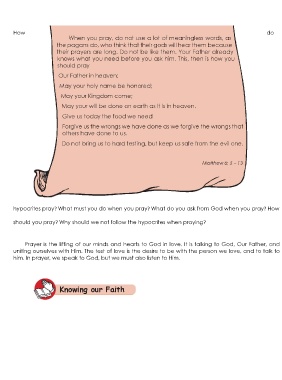 How do
When you pray, do not use a lot of meaningless words, as
the pagans do, who think that their gods will hear them because
their prayers are long. Do not be like them. Your Father already
knows what you need before you ask him. This, then is how you
should pray
Our Father in heaven;
May your holy name be honored;
May your Kingdom come;
May your will be done on earth as it is in heaven.
Give us today the food we need!
Forgive us the wrongs we have done as we forgive the wrongs that
others have done to us.
Do not bring us to hard testing, but keep us safe from the evil one.
Matthew 6: 5 – 13
hypocrites pray? What must you do when you pray? What do you ask from God when you pray? How
should you pray? Why should we not follow the hypocrites when praying?
Prayer is the lifting of our minds and hearts to God in love. It is talking to God, Our Father, and
uniting ourselves with Him. The test of love is the desire to be with the person we love, and to talk to
him. In prayer, we speak to God, but we must also listen to Him.
Knowing our Faith